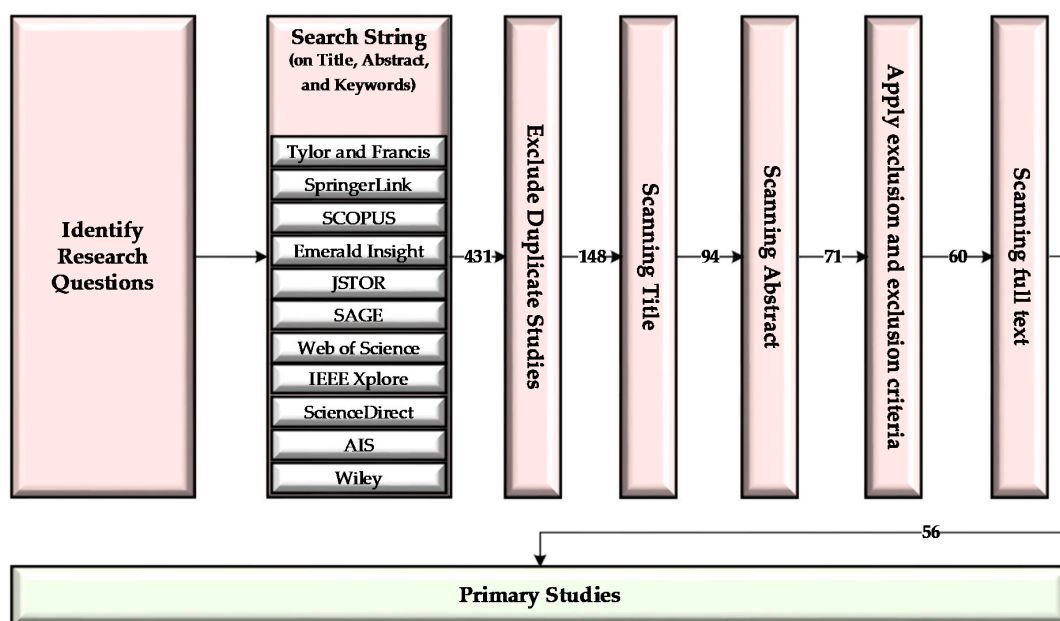 Identify
Research
Questions
Search String
(on Title, Abstract,
and Keywords)
Tylor and Francis
SpringerLink
SCOPUS
Emerald Insight
JSTOR
SAGE
Web of Science
IEEE Xplore
ScienceDirect
AIS
Wiley
431
Exclude Duplicate Studies
148
Scanning Title
94
Scanning Abstract
71
Apply exclusion and exclusion criteria
60
Scanning full text
56
Primary Studies